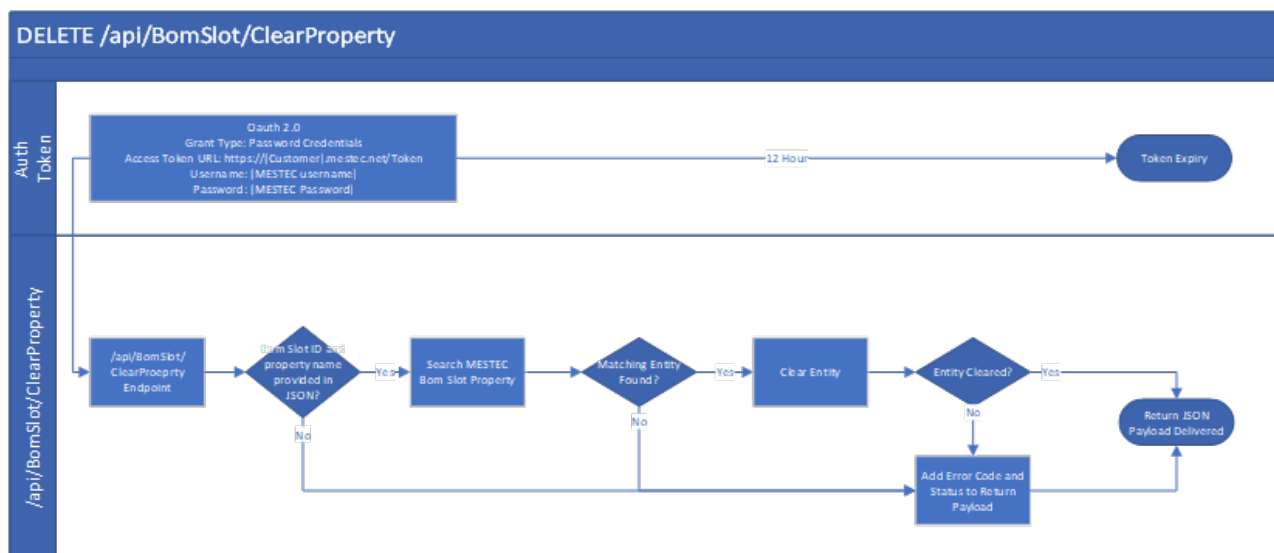 DELETE /api/BomSlot/ClearProperty
Auth
Token
Oauth 2.0
Grant Type: Password Credentials
Access Token URL: https://{Customer}.mestec.net/Token
Username: {MESTEC username}
Password: {MESTEC Password}
12 Hour
Token Expiry
/api/BomSlot/ClearProperty
/api/BomSlot/
ClearProeprty
Endpoint
Bom Slot ID and
property name
provided in
JSON?
Yes
Search MESTEC
Bom Slot Property
Matching Entity
Found?
Yes
Clear Entity
Entity Cleared?
Yes
Return JSON
Payload Delivered
No
No
No
Add Error Code and
Status to Return
Payload